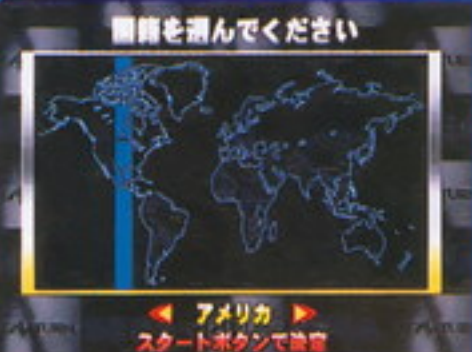 国籍を選んでください
アメリカ
スタートボタンで決定